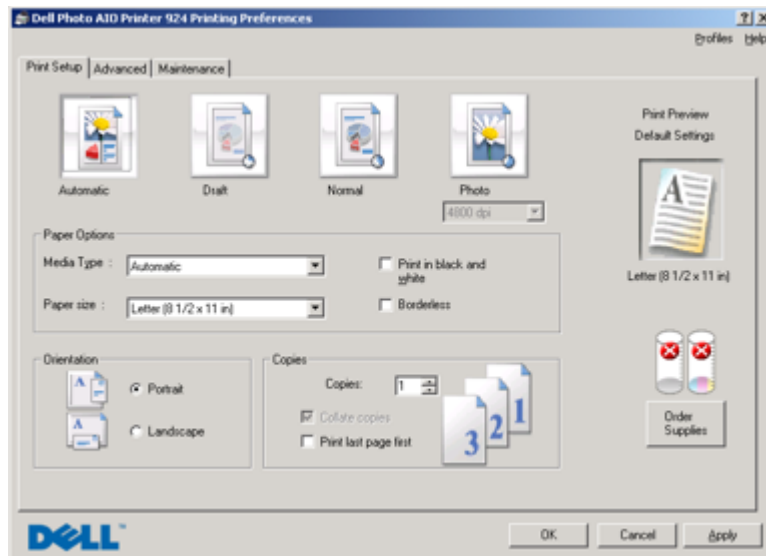 Dell Photo AIO Printer 924 Printing Preferences
Profiles Help
Print Setup Advanced Maintenance
Automatic Draft Normal Photo
4800 dpi
Print Preview
Default Settings
A
Letter (8 1/2 x 11 in)
Paper Options
Media Type : Automatic
Print in black and
white
Paper size : Letter (8 1/2 x 11 in)
Borderless
Orientation
A
Portrait
A
Landscape
Copies
Copies: 1
Collate copies
Print last page first
3 2 1
Order
Supplies
DELL™
OK Cancel Apply